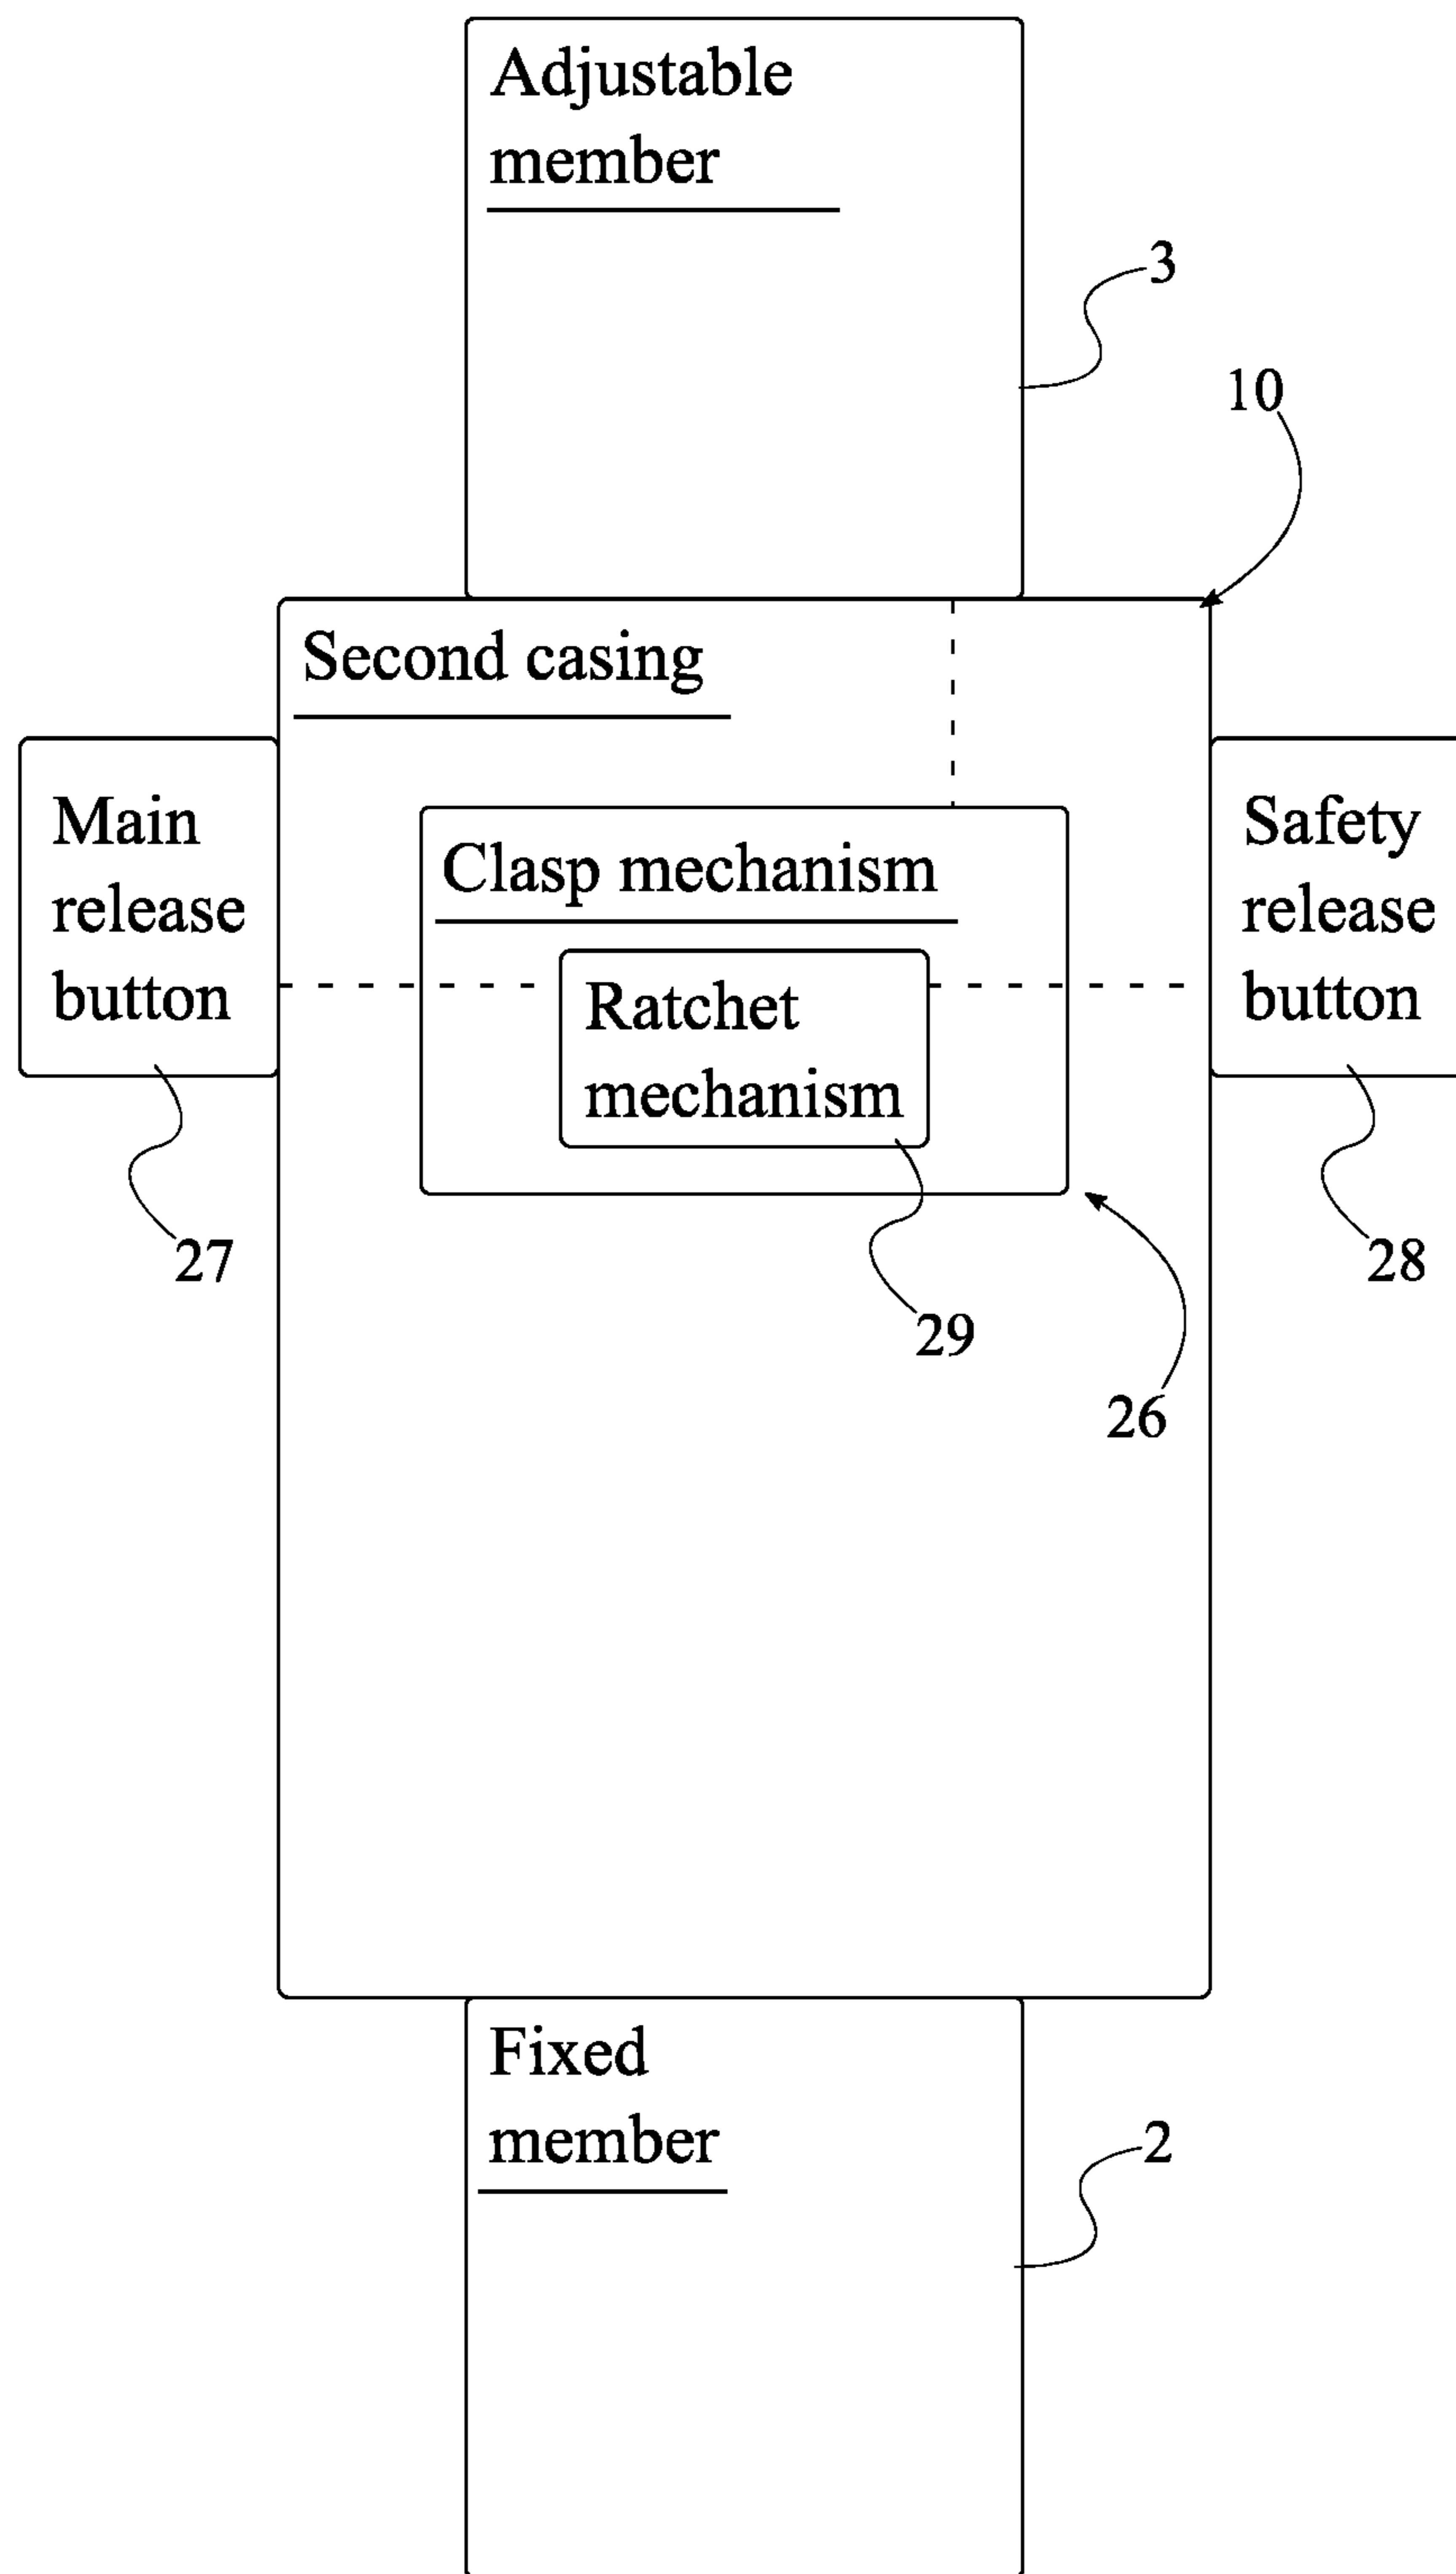 Adjustable
member
3
10
Second casing
Main
release
button
Clasp mechanism
Ratchet
mechanism
Safety
release
button
27
28
29
26
Fixed
member
2